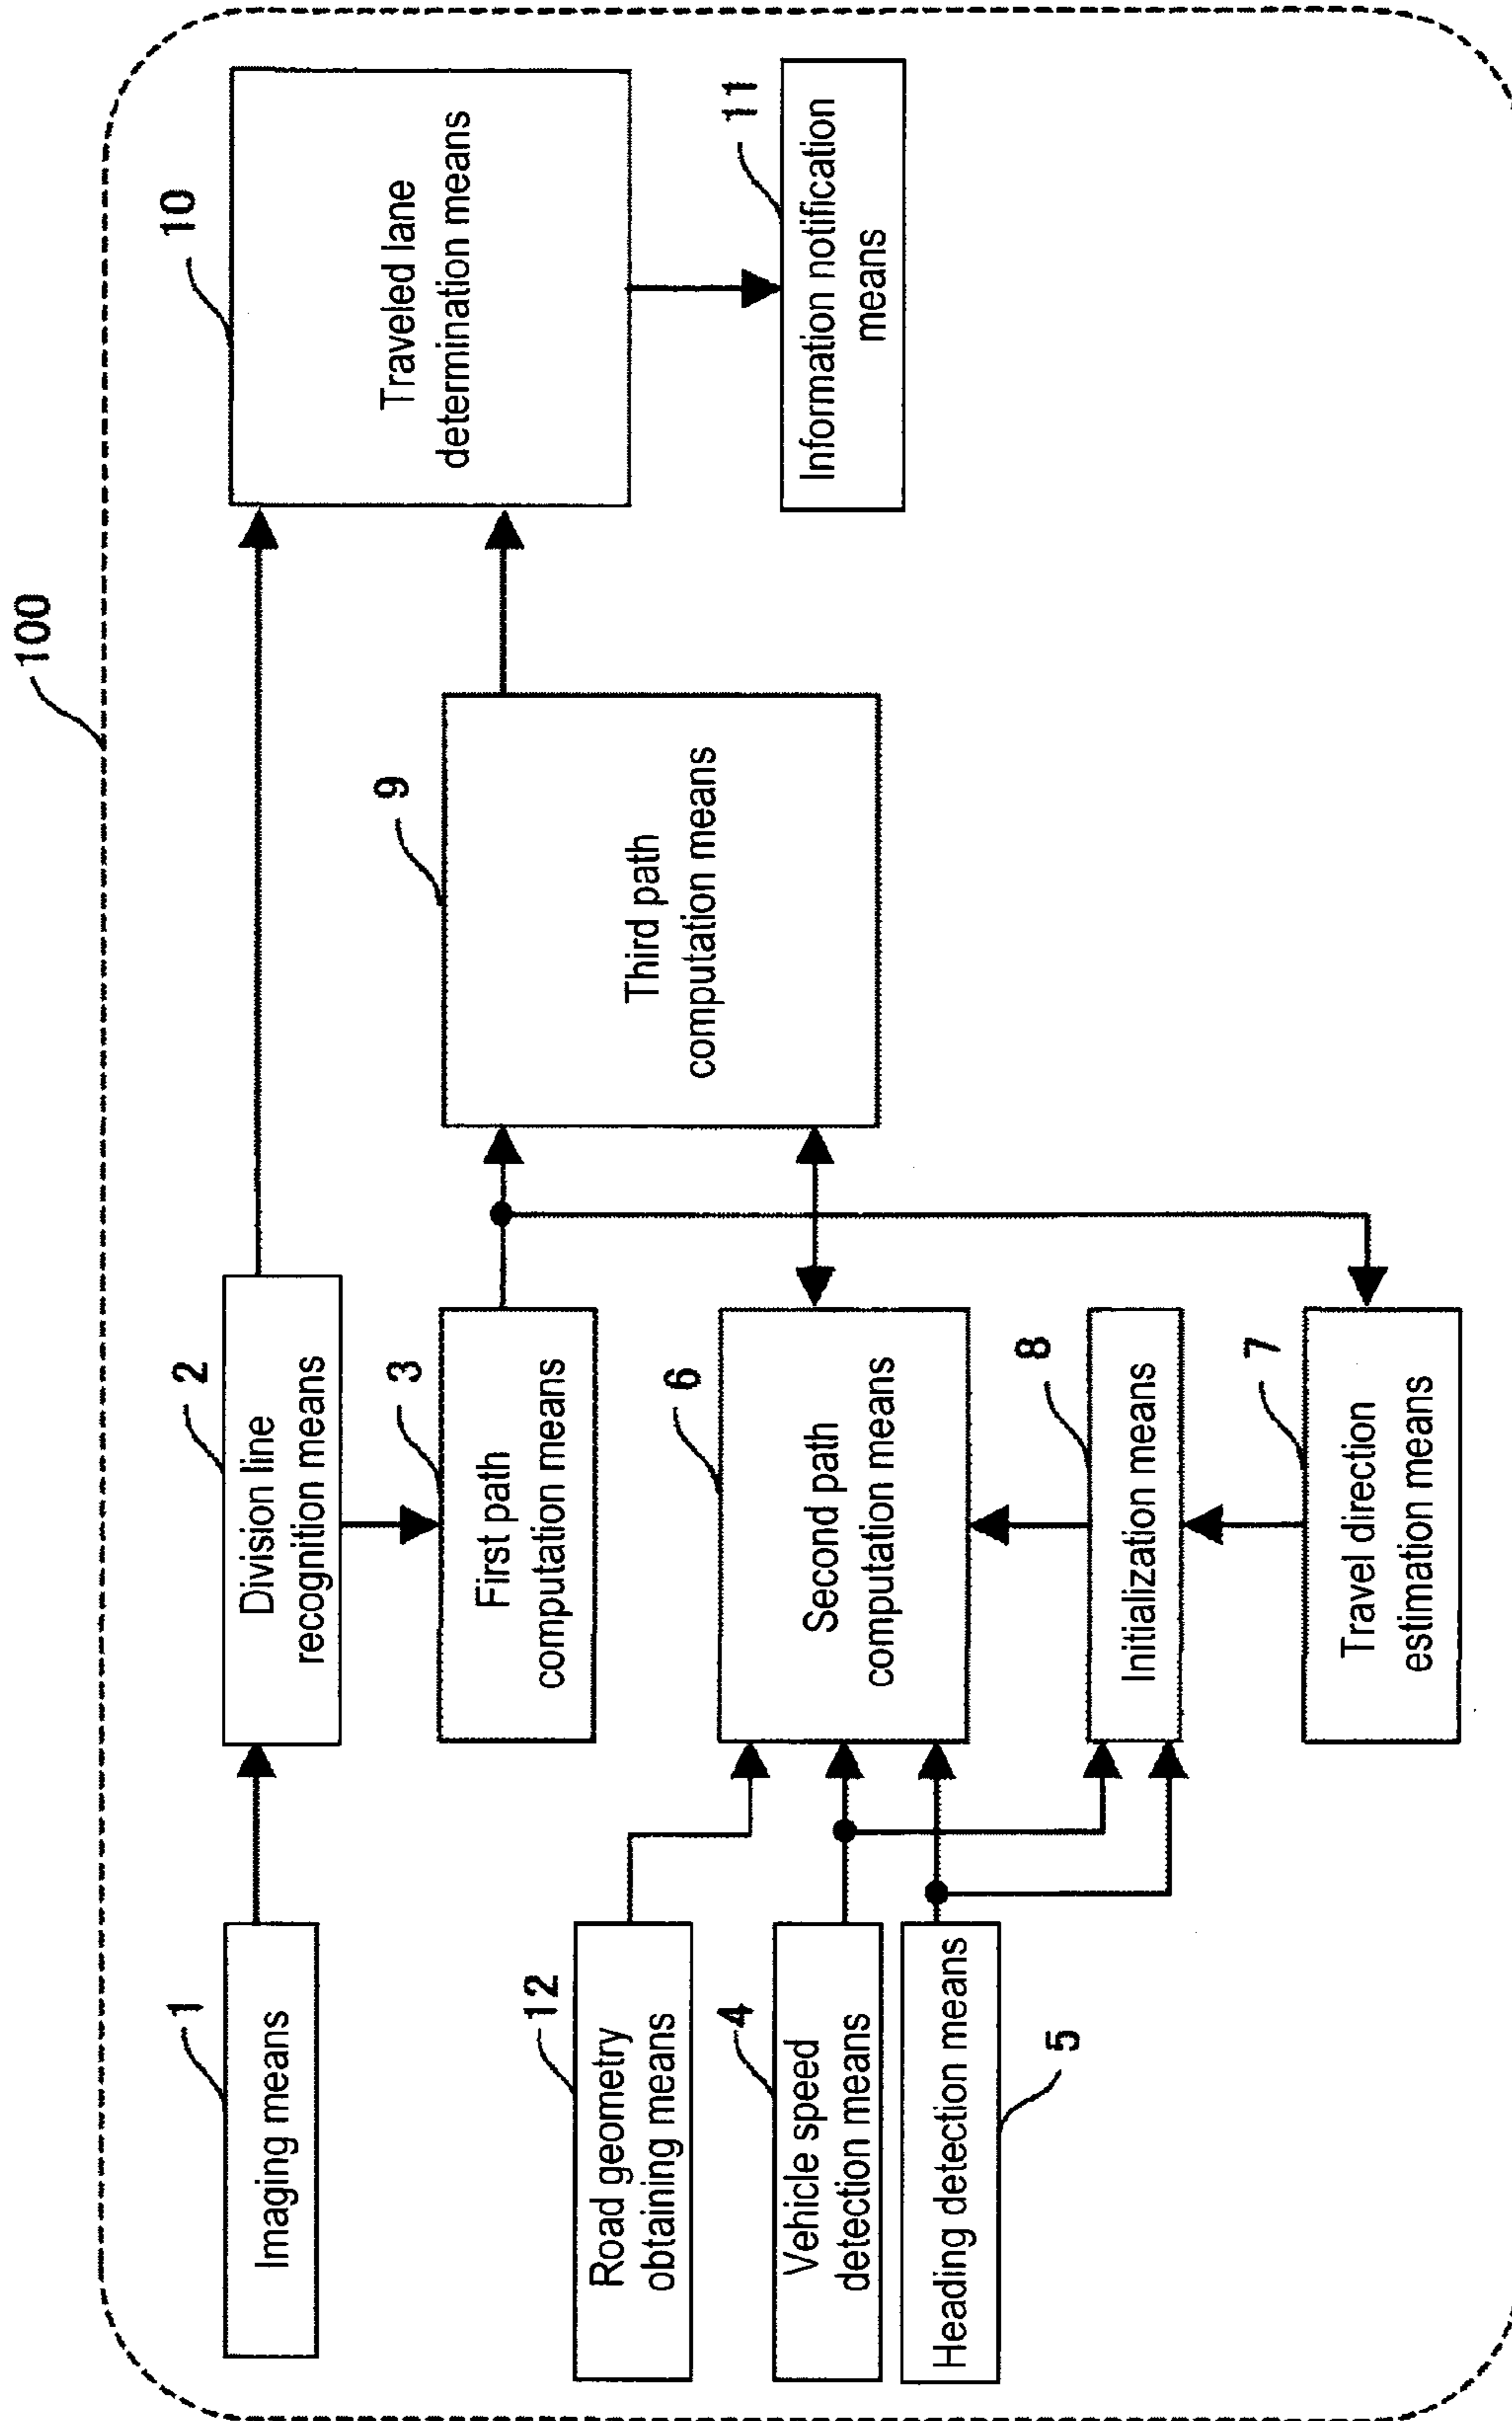 100
1
Imaging means
2
Division line
recognition means
10
Traveled lane
determination means
3
First path
computation means
9
Third path
computation means
11
Information notification
means
12
Road geometry
obtaining means
6
Second path
computation means
4
Vehicle speed
detection means
Heading detection means
5
8
Initialization means
7
Travel direction
estimation means